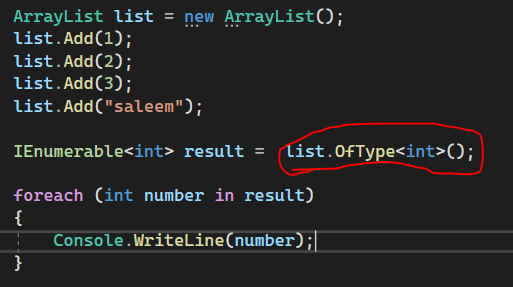 ArrayList list = new ArrayList();
list.Add(1);
list.Add(2);
list.Add(3);
list.Add("saleem");
IEnumerable<int> result = list.OfType<int>();
foreach (int number in result)
{
Console.WriteLine(number);
}